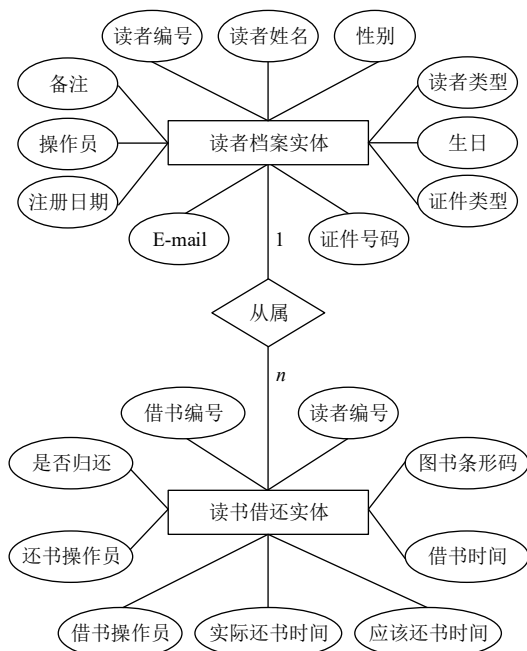 读者编号
读者姓名
性别
备注
读者类型
操作员
读者档案实体
生日
注册日期
证件类型
E-mail
1
证件号码
从属
n
借书编号
读者编号
是否归还
图书条形码
读书借还实体
还书操作员
借书时间
借书操作员
实际还书时间
应该还书时间